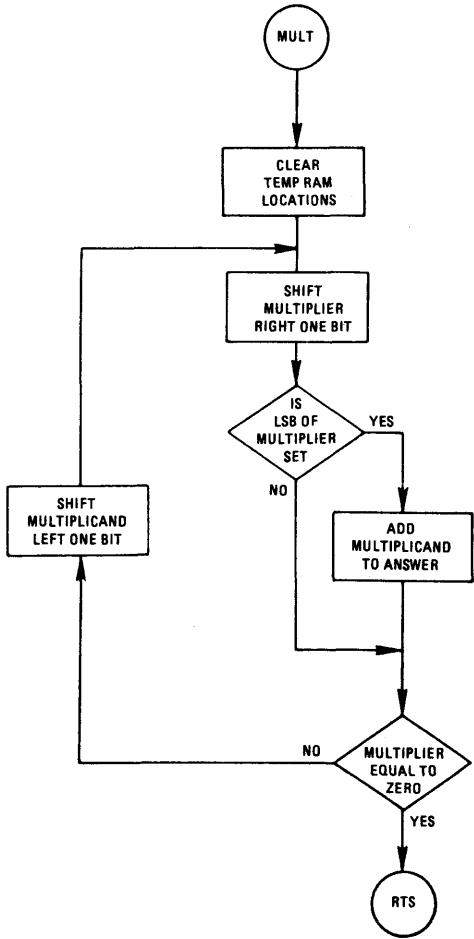 MULT
CLEAR
TEMP RAM
LOCATIONS
SHIFT
MULTIPLIER
RIGHT ONE BIT
IS
LSB OF
MULTIPLIER
SET
YES
NO
SHIFT
MULTIPLICAND
LEFT ONE BIT
ADD
MULTIPLICAND
TO ANSWER
NO
MULTIPLIER
EQUAL TO
ZERO
YES
RTS